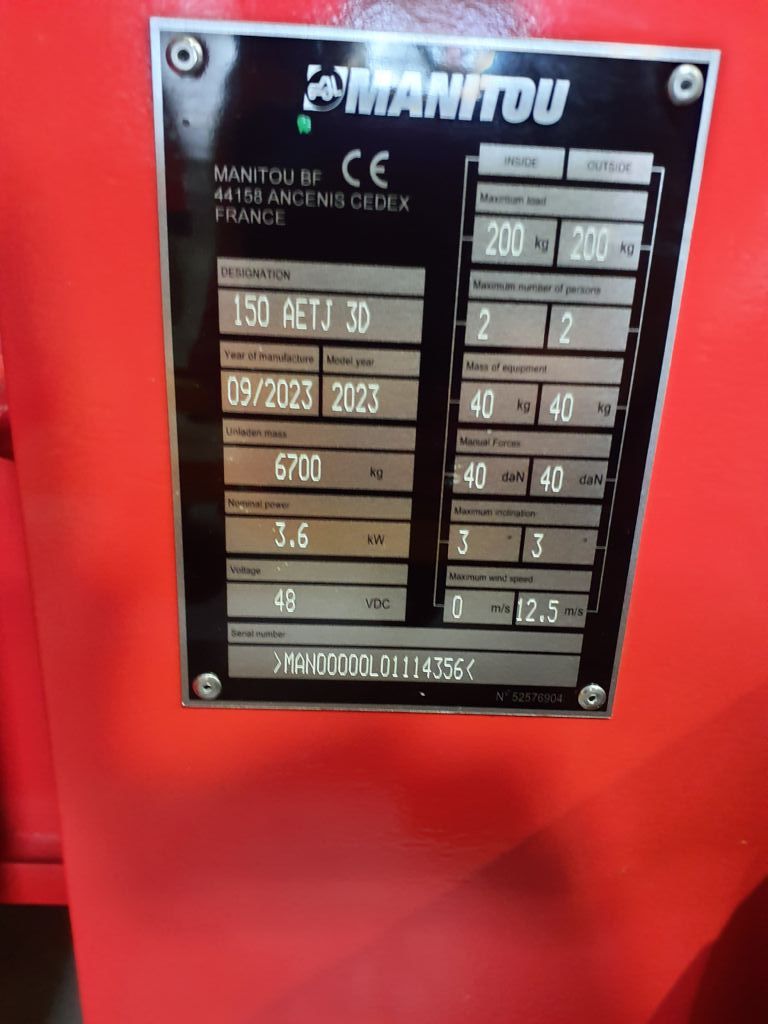 MANITOU
MANITOU BF CE
44158 ANCENIS CEDEX
FRANCE
DESIGNATION
150 AETJ 3D
Year of manufacture Model year
09/2023 2023
Unladen mass
6700 kg
Nominal power
3.6 kW
Voltage
48 VDC
INSIDE OUTSIDE
Maximum load
200 kg 200 kg
Maximum number of persons
2 2
Mass of equipment
40 kg 40 kg
Manual Forces
40 daN 40 daN
Maximum inclination
3 ° 3 °
Maximum wind speed
0 m/s 12.5 m/s
Serial number
>MAN00000L01114356<
N° 52576904